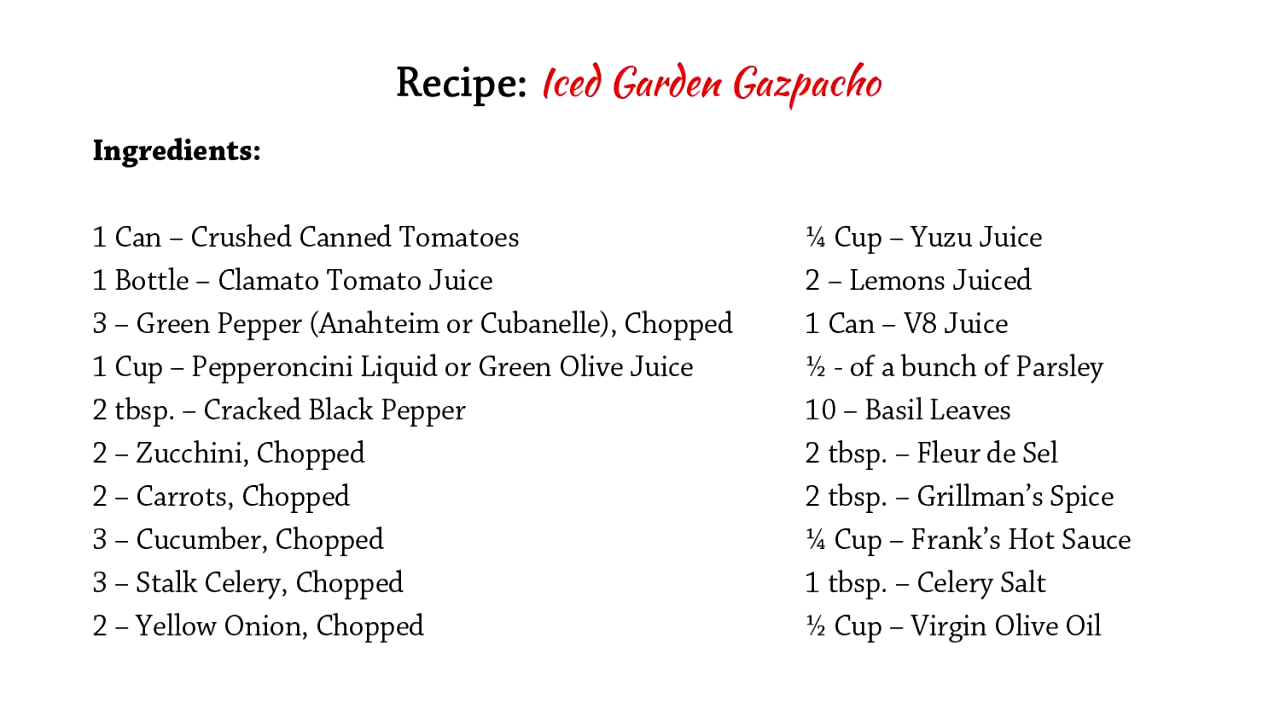 Recipe: Iced Garden Gazpacho
Ingredients:
1 Can – Crushed Canned Tomatoes
1 Bottle – Clamato Tomato Juice
3 – Green Pepper (Anahteim or Cubanelle), Chopped
1 Cup – Pepperoncini Liquid or Green Olive Juice
2 tbsp. – Cracked Black Pepper
2 – Zucchini, Chopped
2 – Carrots, Chopped
3 – Cucumber, Chopped
3 – Stalk Celery, Chopped
2 – Yellow Onion, Chopped
¼ Cup – Yuzu Juice
2 – Lemons Juiced
1 Can – V8 Juice
½ - of a bunch of Parsley
10 – Basil Leaves
2 tbsp. – Fleur de Sel
2 tbsp. – Grillman’s Spice
¼ Cup – Frank’s Hot Sauce
1 tbsp. – Celery Salt
½ Cup – Virgin Olive Oil